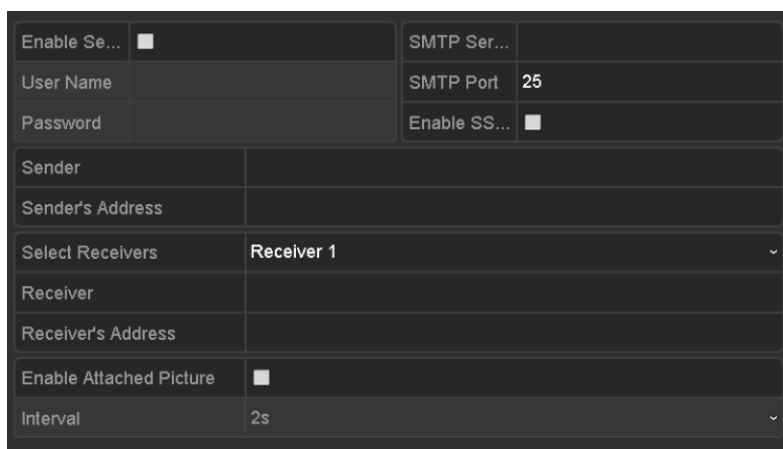 Enable Se...
SMTP Ser...
User Name
SMTP Port 25
Password
Enable SS...
Sender
Sender's Address
Select Receivers Receiver 1
Receiver
Receiver's Address
Enable Attached Picture
Interval 2s